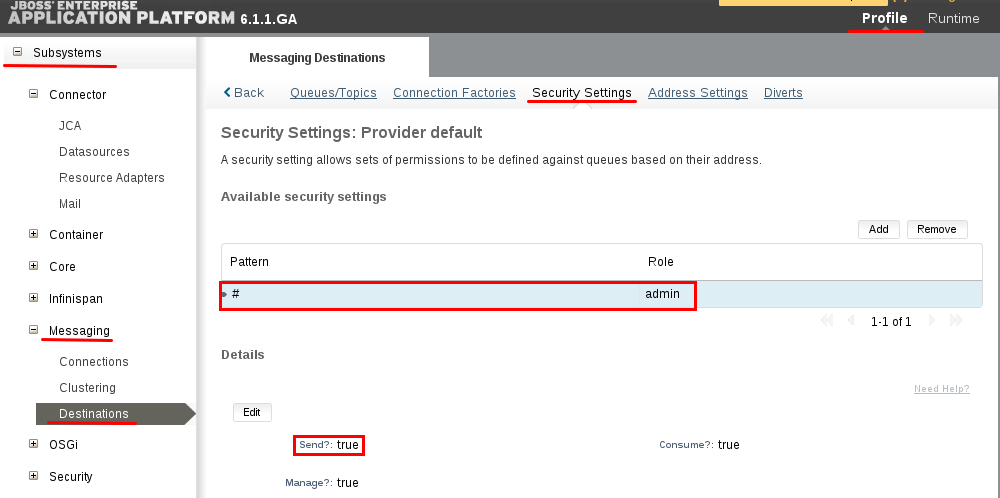 JBOSS® ENTERPRISE
APPLICATION PLATFORM 6.1.1.GA
Profile Runtime
Subsystems
Connector
JCA
Datasources
Resource Adapters
Mail
Container
Core
Infinispan
Messaging
Connections
Clustering
Destinations
OSGi
Security
Messaging Destinations
Back Queues/Topics Connection Factories Security Settings Address Settings Diverts
Security Settings: Provider default
A security setting allows sets of permissions to be defined against queues based on their address.
Available security settings
Add Remove
Pattern Role
# admin
1-1 of 1
Details
Need Help?
Edit
Send?: true Consume?: true
Manage?: true